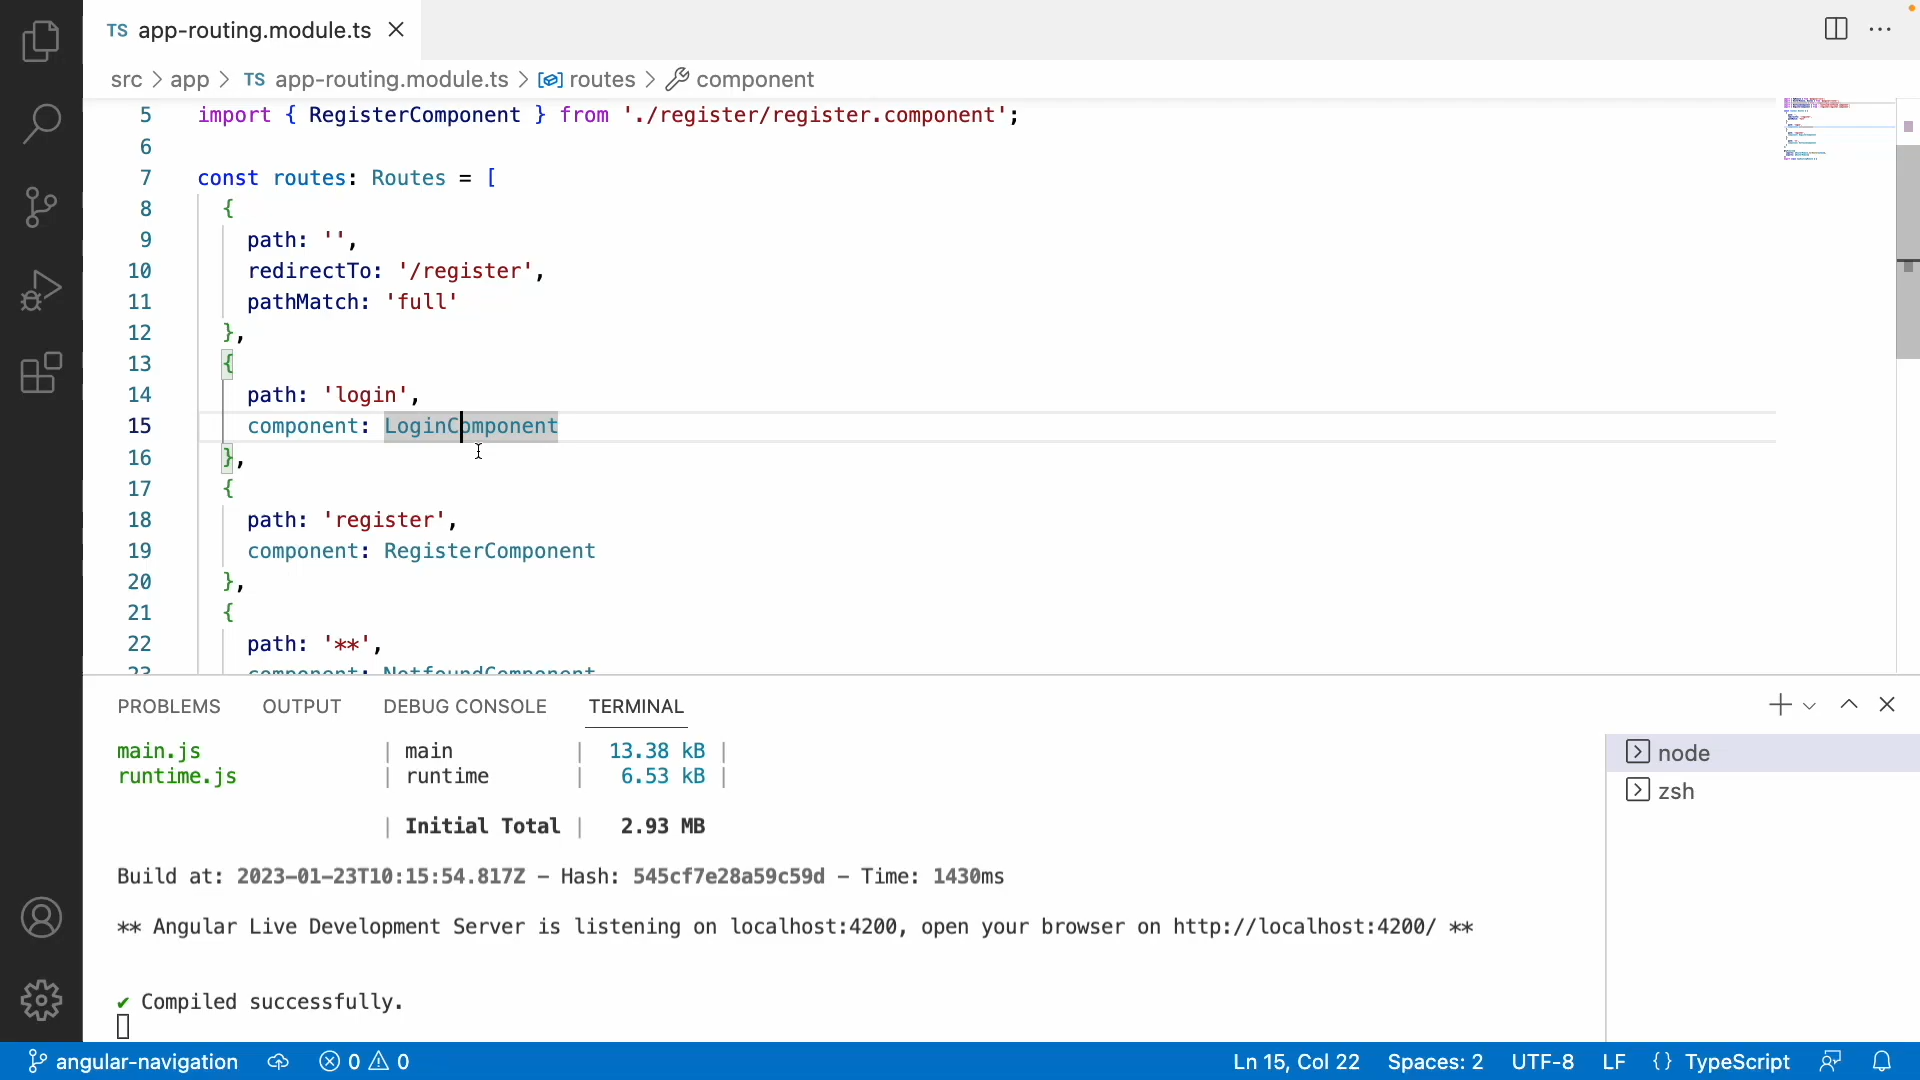 TS app-routing.module.ts
src > app > TS app-routing.module.ts > routes > component
5 import { RegisterComponent } from './register/register.component';
6
7 const routes: Routes = [
8 {
9 path: '',
10 redirectTo: '/register',
11 pathMatch: 'full'
12 },
13 {
14 path: 'login',
15 component: LoginComponent
16 },
17 {
18 path: 'register',
19 component: RegisterComponent
20 },
21 {
22 path: '**',
23 component: NotfoundComponent
PROBLEMS OUTPUT DEBUG CONSOLE TERMINAL
main.js | main | 13.38 kB |
runtime.js | runtime | 6.53 kB |
| Initial Total | 2.93 MB
Build at: 2023-01-23T10:15:54.817Z - Hash: 545cf7e28a59c59d - Time: 1430ms
** Angular Live Development Server is listening on localhost:4200, open your browser on http://localhost:4200/ **
✔ Compiled successfully.
node
zsh
angular-navigation 0 0 Ln 15, Col 22 Spaces: 2 UTF-8 LF {} TypeScript